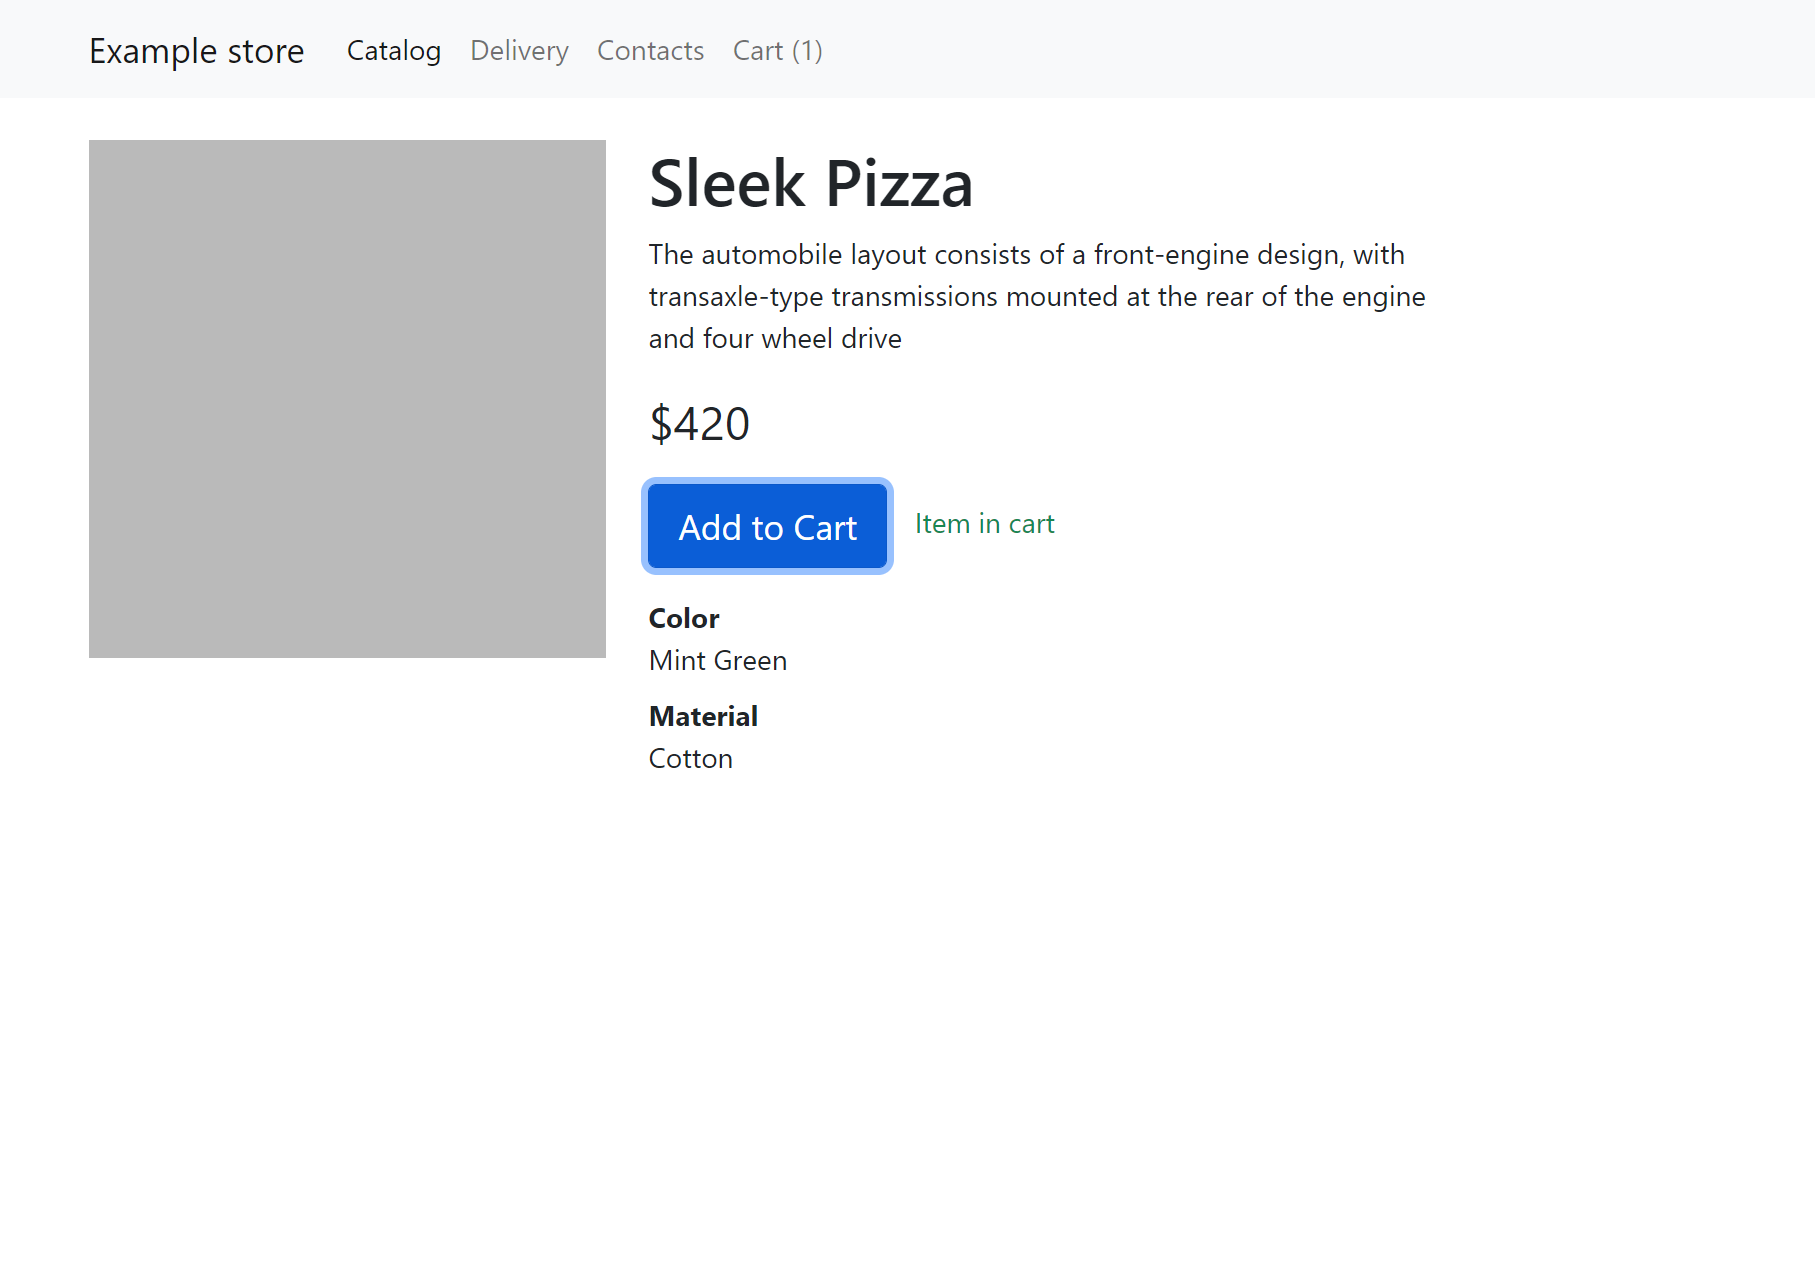 Example store Catalog Delivery Contacts Cart (1)
Sleek Pizza
The automobile layout consists of a front-engine design, with
transaxle-type transmissions mounted at the rear of the engine
and four wheel drive
$420
Add to Cart Item in cart
Color
Mint Green
Material
Cotton